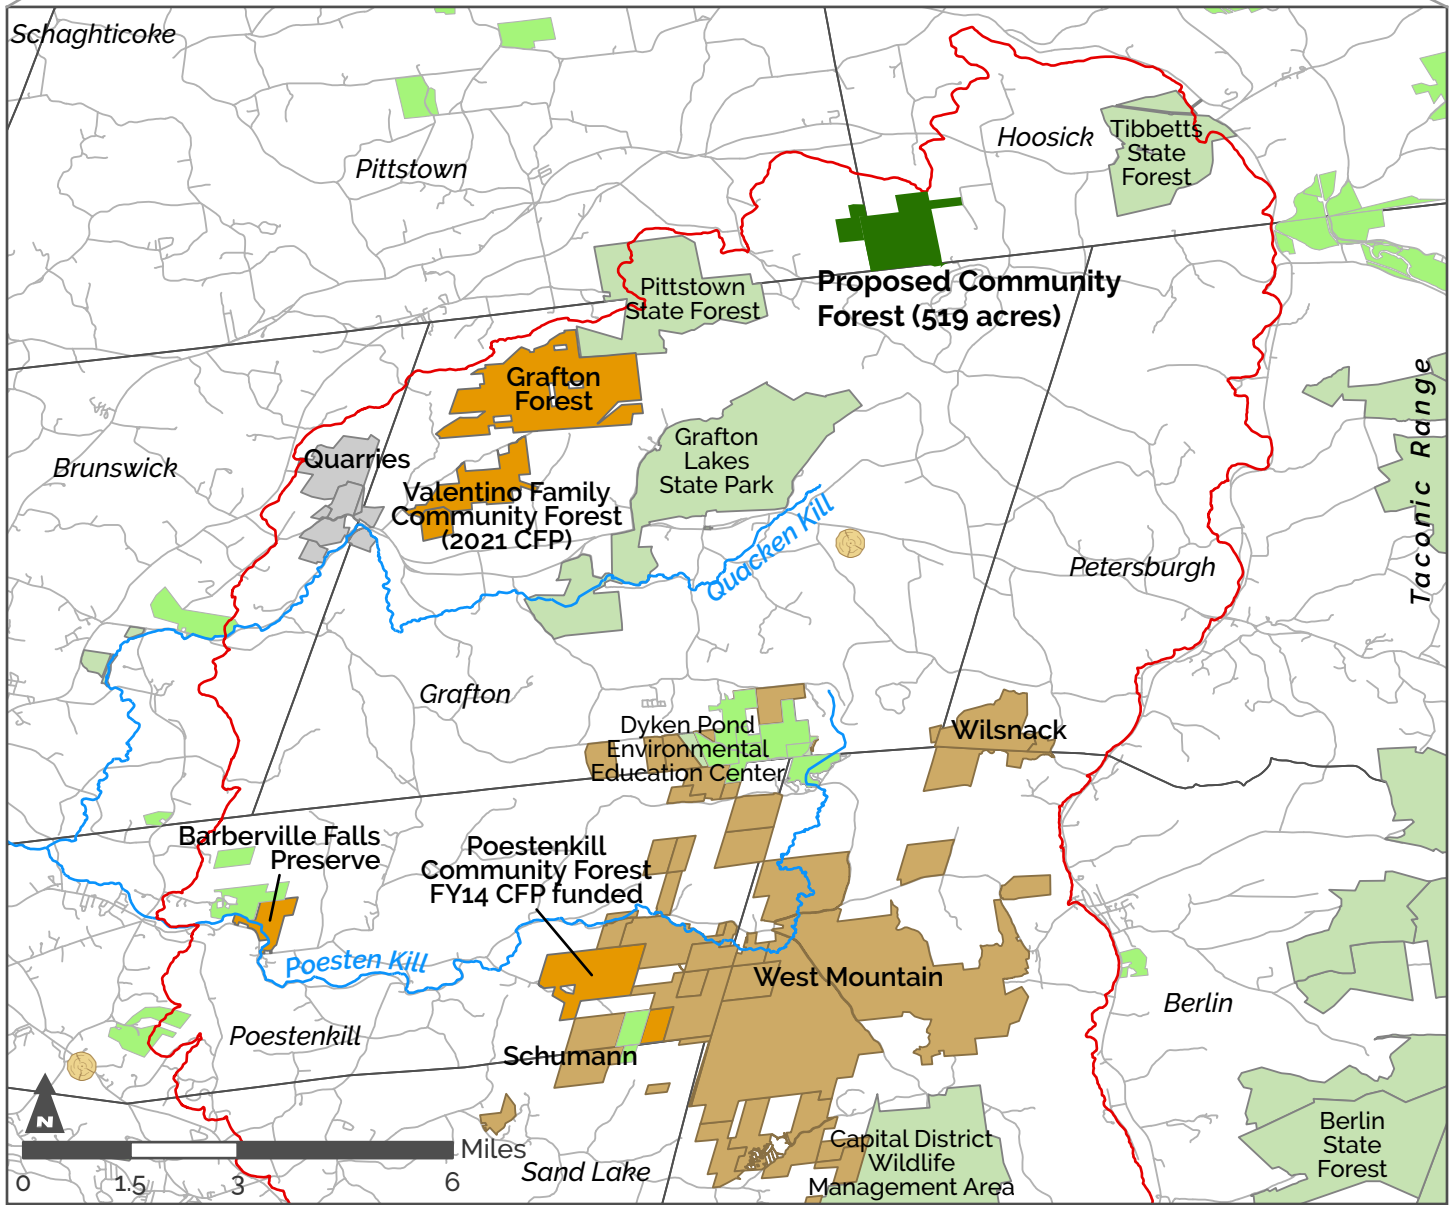 Schaghticoke
Pittstown
Hoosick
Tibbetts
State
Forest
Proposed Community
Forest (519 acres)
Pittstown
State Forest
Grafton
Forest
Grafton
Lakes
State Park
Quarries
Brunswick
Valentino Family
Community Forest
(2021 CFP)
Quacken Kill
Petersburgh
Taconic Range
Grafton
Dyken Pond
Environmental
Education Center
Wilsnack
Barberville Falls
Preserve
Poestenkill
Community Forest
FY14 CFP funded
Poesten Kill
West Mountain
Berlin
Poestenkill
Schumann
N
Miles
0 1.5 3 6
Sand Lake
Capital District
Wildlife
Management Area
Berlin
State
Forest